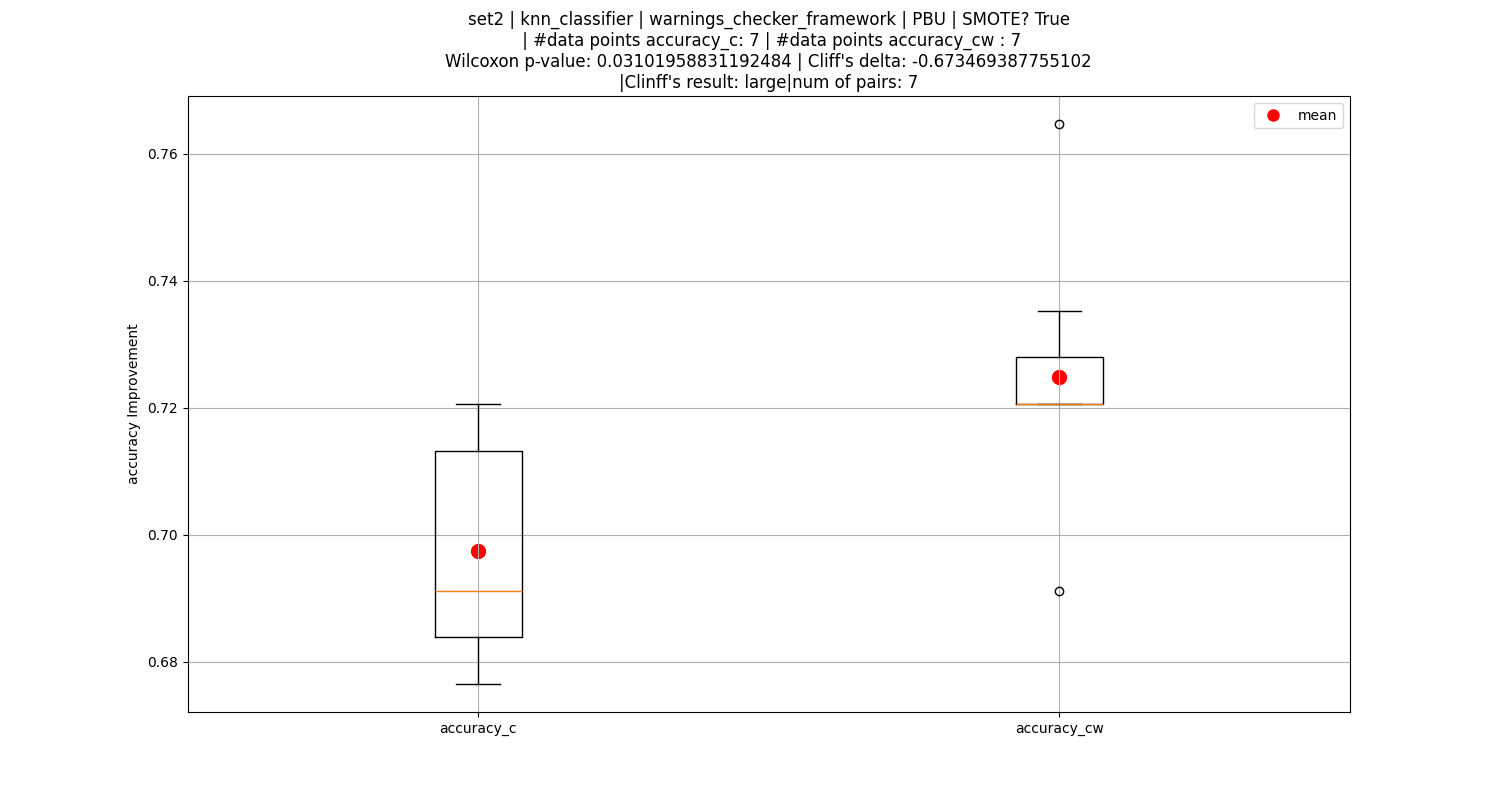 set2 | knn_classifier | warnings_checker_framework | PBU | SMOTE? True
| #data points accuracy_c: 7 | #data points accuracy_cw : 7
Wilcoxon p-value: 0.03101958831192484 | Cliff's delta: -0.673469387755102
|Clinff's result: large|num of pairs: 7
mean
0.76
0.74
0.72
0.70
0.68
accuracy Improvement
accuracy_c
accuracy_cw